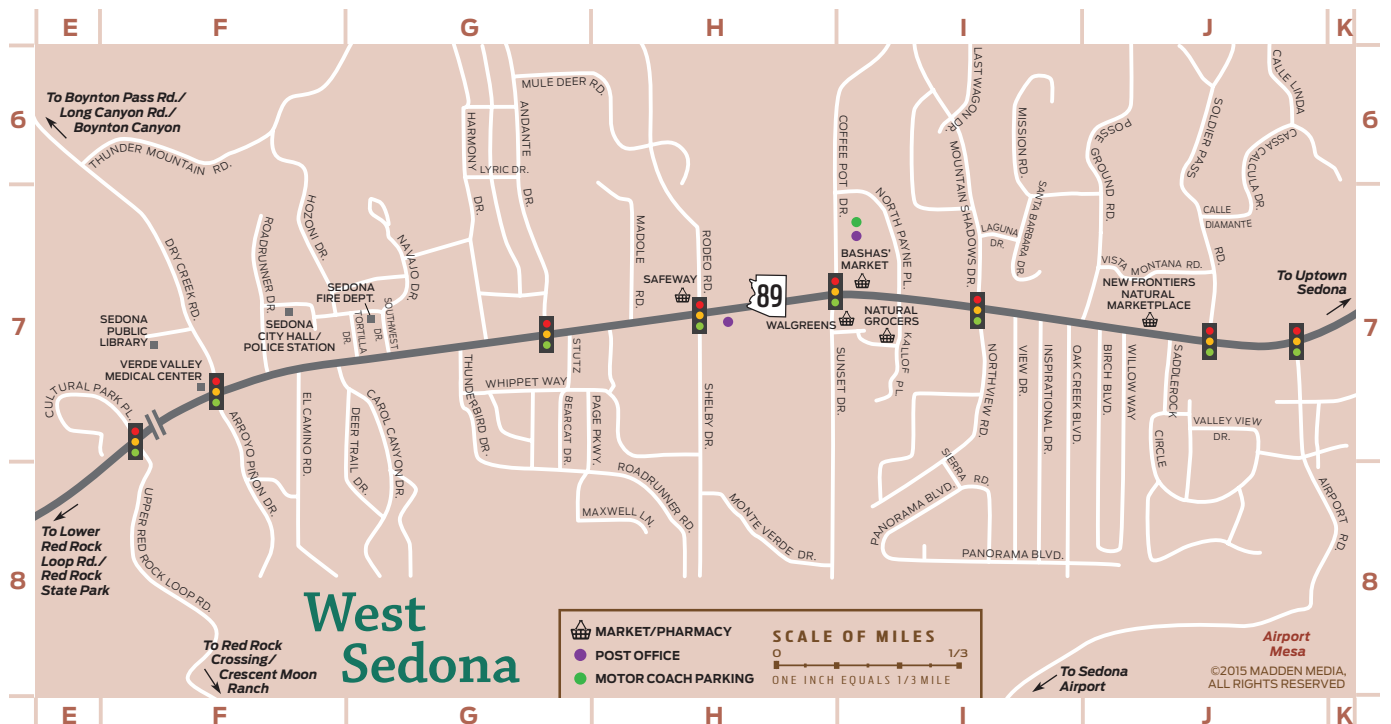 E F G H I J K
6
7
8
6
7
8
E F G H I J K
To Boynton Pass Rd./
Long Canyon Rd./
Boynton Canyon
THUNDER MOUNTAIN RD.
DRY CREEK RD.
ROADRUNNER DR.
HOZONI DR.
NAVAJO DR.
HARMONY DR.
LYRIC DR.
ANDANTE DR.
MULE DEER RD.
MADOLE RD.
RODEO RD.
COFFEE POT DR.
NORTH PAYNE PL.
LAST WAGON DR.
MOUNTAIN SHADOWS DR.
MISSION RD.
SANTA BARBARA DR.
LAGUNA
DR.
POSSE GROUND RD.
SOLDIER PASS RD.
CALLE LINDA
CASSA CALCULA DR.
CALLE
DIAMANTE
VISTA MONTANA RD.
To Uptown
Sedona
SEDONA
FIRE DEPT.
TORTILLA
DR.
SOUTHWEST
DR.
SEDONA
CITY HALL/
POLICE STATION
SEDONA
PUBLIC
LIBRARY
VERDE VALLEY
MEDICAL CENTER
CULTURAL PARK PL.
SAFEWAY
89
BASHAS'
MARKET
WALGREENS
NATURAL
GROCERS
NEW FRONTIERS
NATURAL
MARKETPLACE
STUTZ
WHIPPET WAY
THUNDERBIRD DR.
BEARCAT DR.
PAGE PKWY.
SHELBY DR.
SUNSET DR.
KALLOF PL.
NORTHVIEW RD.
VIEW DR.
INSPIRATIONAL DR.
OAK CREEK BLVD.
BIRCH BLVD.
WILLOW WAY
SADDLEROCK
CIRCLE
VALLEY VIEW
DR.
AIRPORT RD.
ARROYO PIÑON DR.
EL CAMINO RD.
DEER TRAIL DR.
CAROL CANYON DR.
ROADRUNNER RD.
MAXWELL LN.
MONTE VERDE DR.
SIERRA RD.
PANORAMA BLVD.
PANORAMA BLVD.
UPPER RED ROCK LOOP RD.
To Lower
Red Rock
Loop Rd./
Red Rock
State Park
To Red Rock
Crossing/
Crescent Moon
Ranch
West
Sedona
MARKET/PHARMACY
POST OFFICE
MOTOR COACH PARKING
SCALE OF MILES
0 1/3
ONE INCH EQUALS 1/3 MILE
To Sedona
Airport
Airport
Mesa
©2015 MADDEN MEDIA,
ALL RIGHTS RESERVED